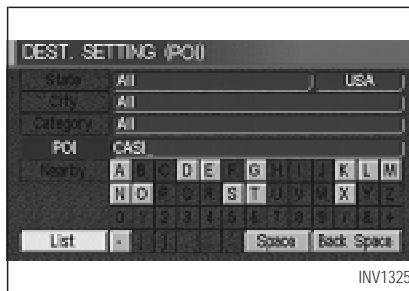 DEST. SETTING (POI)
State All USA
City All
Category All
POI CASI
Nearby A B C D E F G H I J K L M
N O P Q R S T U V W X Y Z
0 1 2 3 4 5 6 7 8 9 / & +
List - Space Back Space
INV1325